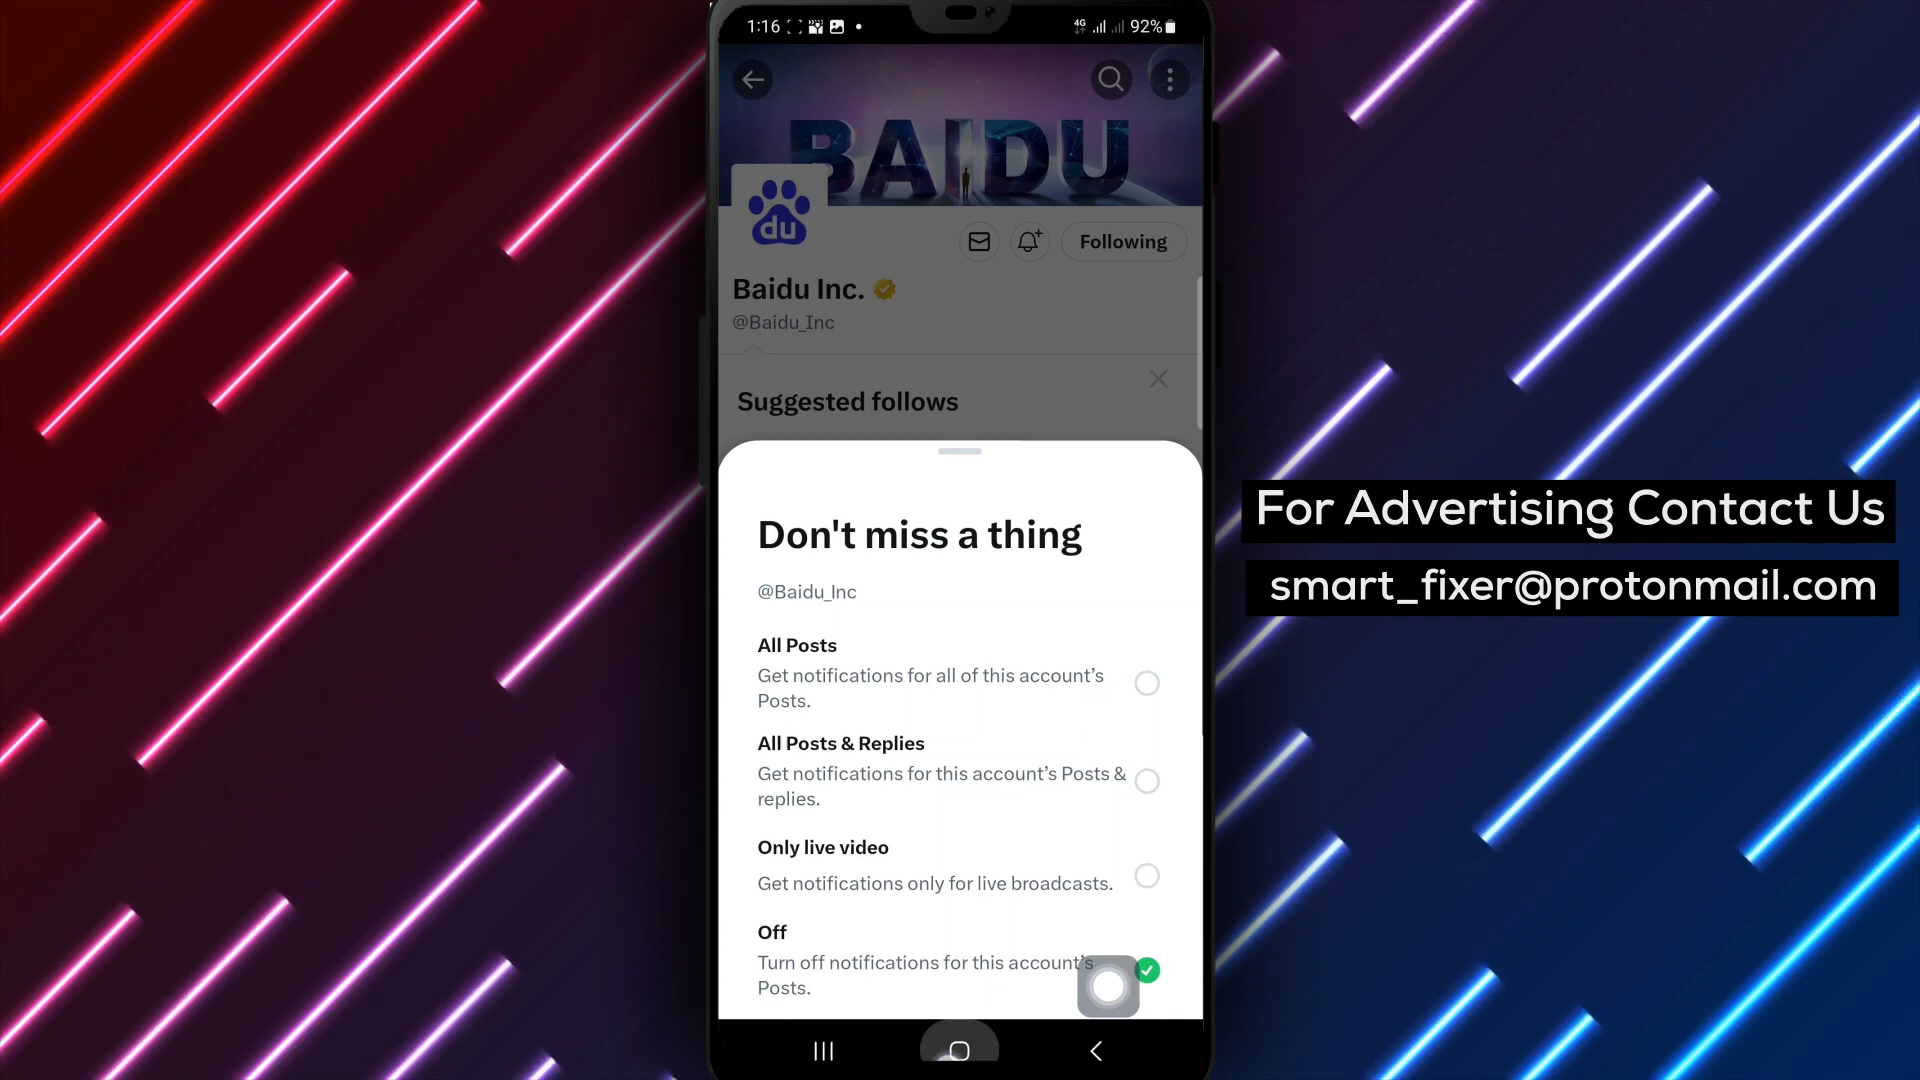 1:16
4G
92%
BAIDU
du
Following
Baidu Inc.
@Baidu_Inc
Suggested follows
Don't miss a thing
@Baidu_Inc
All Posts
Get notifications for all of this account’s
Posts.
All Posts & Replies
Get notifications for this account’s Posts &
replies.
Only live video
Get notifications only for live broadcasts.
Off
Turn off notifications for this account’s
Posts.
For Advertising Contact Us
smart_fixer@protonmail.com